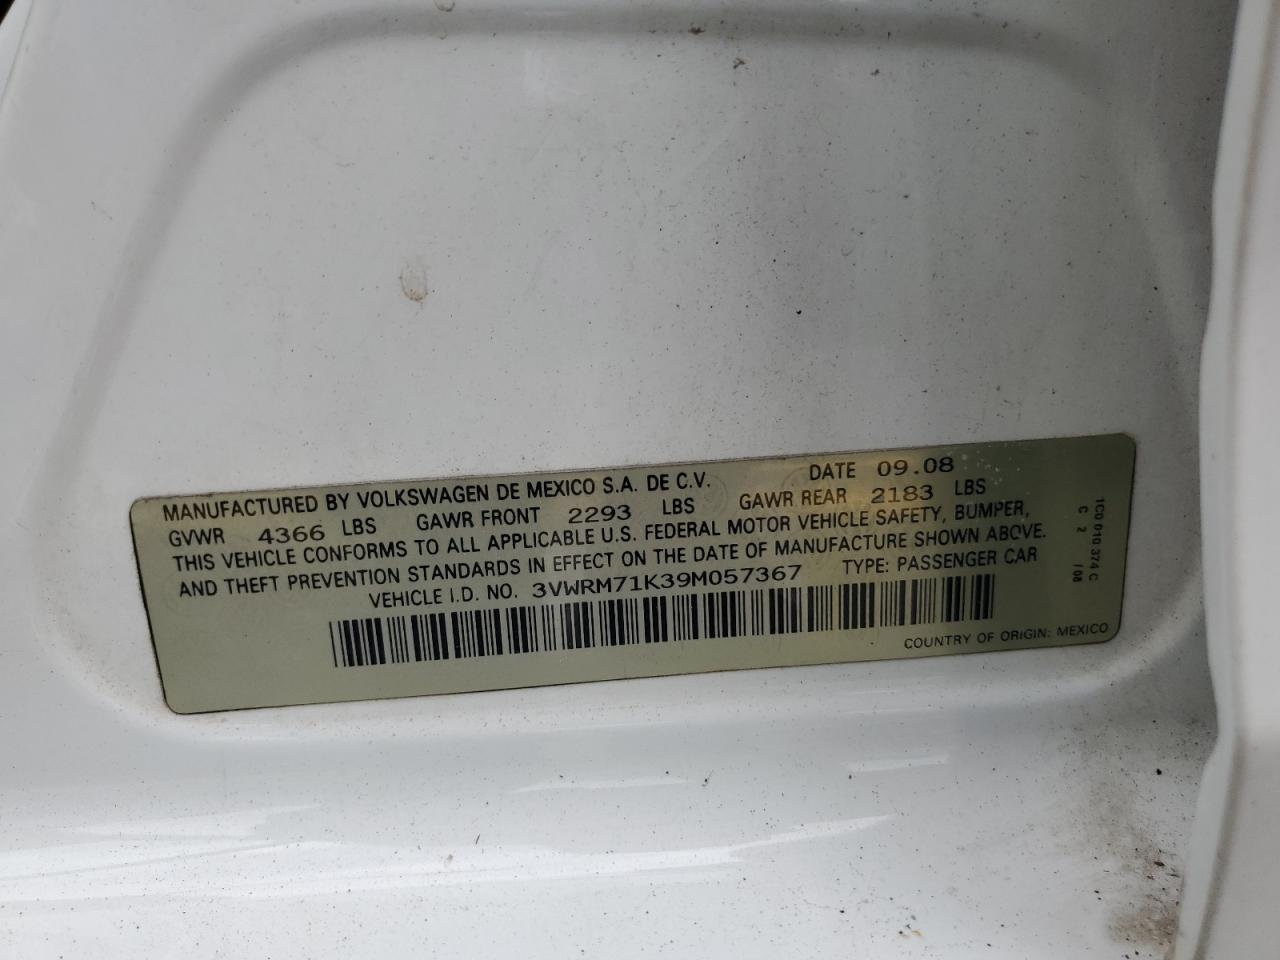 MANUFACTURED BY VOLKSWAGEN DE MEXICO S.A. DE C.V. DATE 09.08
GVWR 4366 LBS GAWR FRONT 2293 LBS GAWR REAR 2183 LBS
THIS VEHICLE CONFORMS TO ALL APPLICABLE U.S. FEDERAL MOTOR VEHICLE SAFETY, BUMPER,
AND THEFT PREVENTION STANDARDS IN EFFECT ON THE DATE OF MANUFACTURE SHOWN ABOVE.
VEHICLE I.D. NO. 3VWRM71K39M057367 TYPE: PASSENGER CAR
COUNTRY OF ORIGIN: MEXICO
1C0 010 374 C
C 2 /08